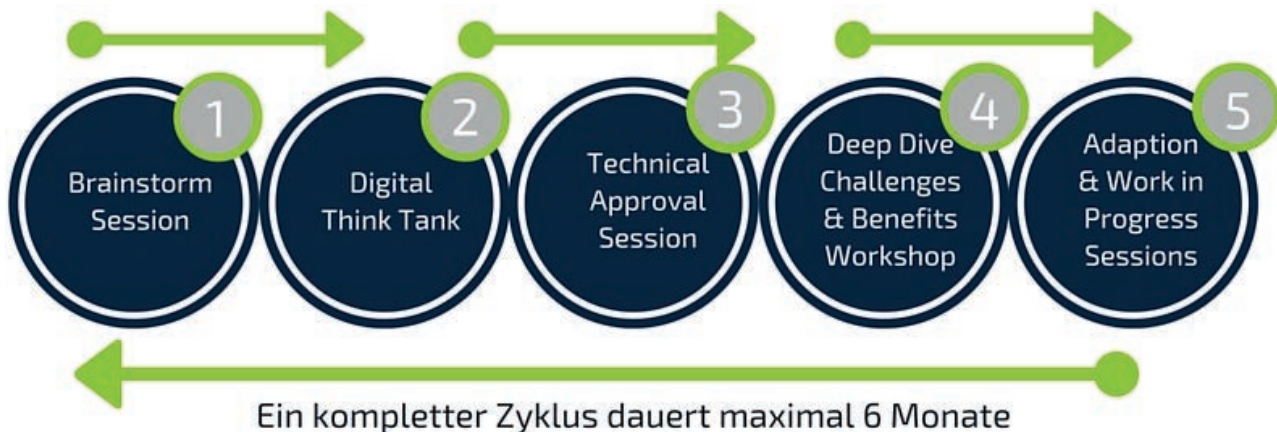 1
Brainstorm
Session
2
Digital
Think Tank
3
Technical
Approval
Session
4
Deep Dive
Challenges
& Benefits
Workshop
5
Adaption
& Work in
Progress
Sessions
Ein kompletter Zyklus dauert maximal 6 Monate